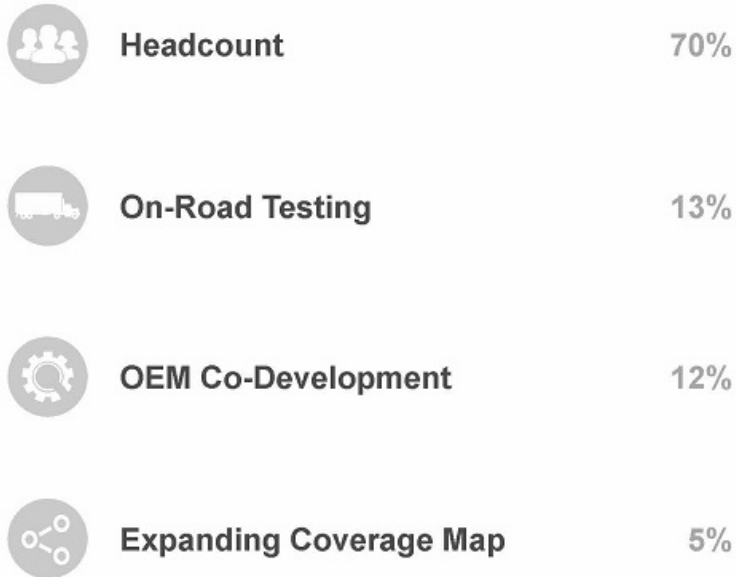 Headcount 70%
On-Road Testing 13%
OEM Co-Development 12%
Expanding Coverage Map 5%